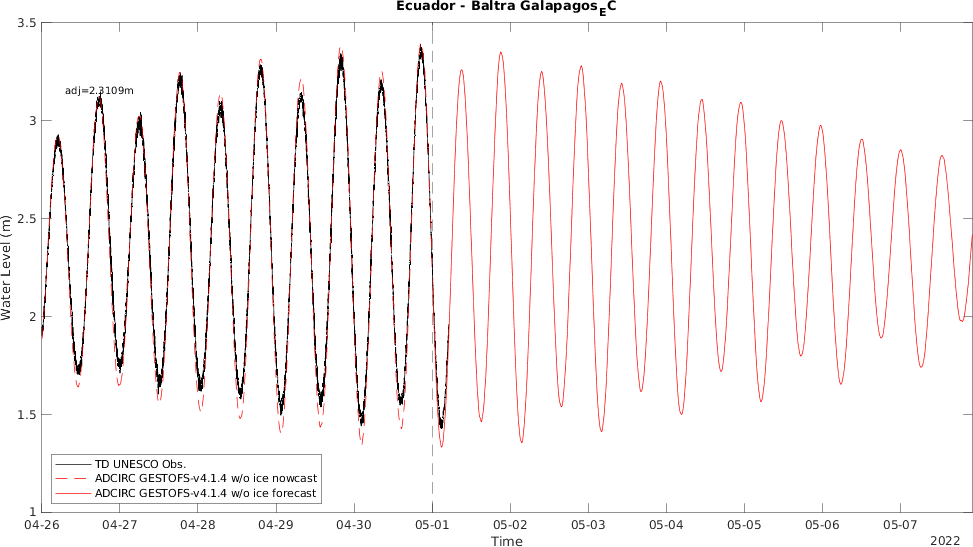 Ecuador - Baltra Galapagos_EC
3.5
adj=2.3109m
3
2.5
Water Level (m)
2
1.5
TD UNESCO Obs.
ADCIRC GESTOFS-v4.1.4 w/o ice nowcast
ADCIRC GESTOFS-v4.1.4 w/o ice forecast
1
04-26 04-27 04-28 04-29 04-30 05-01 05-02 05-03 05-04 05-05 05-06 05-07
Time
2022